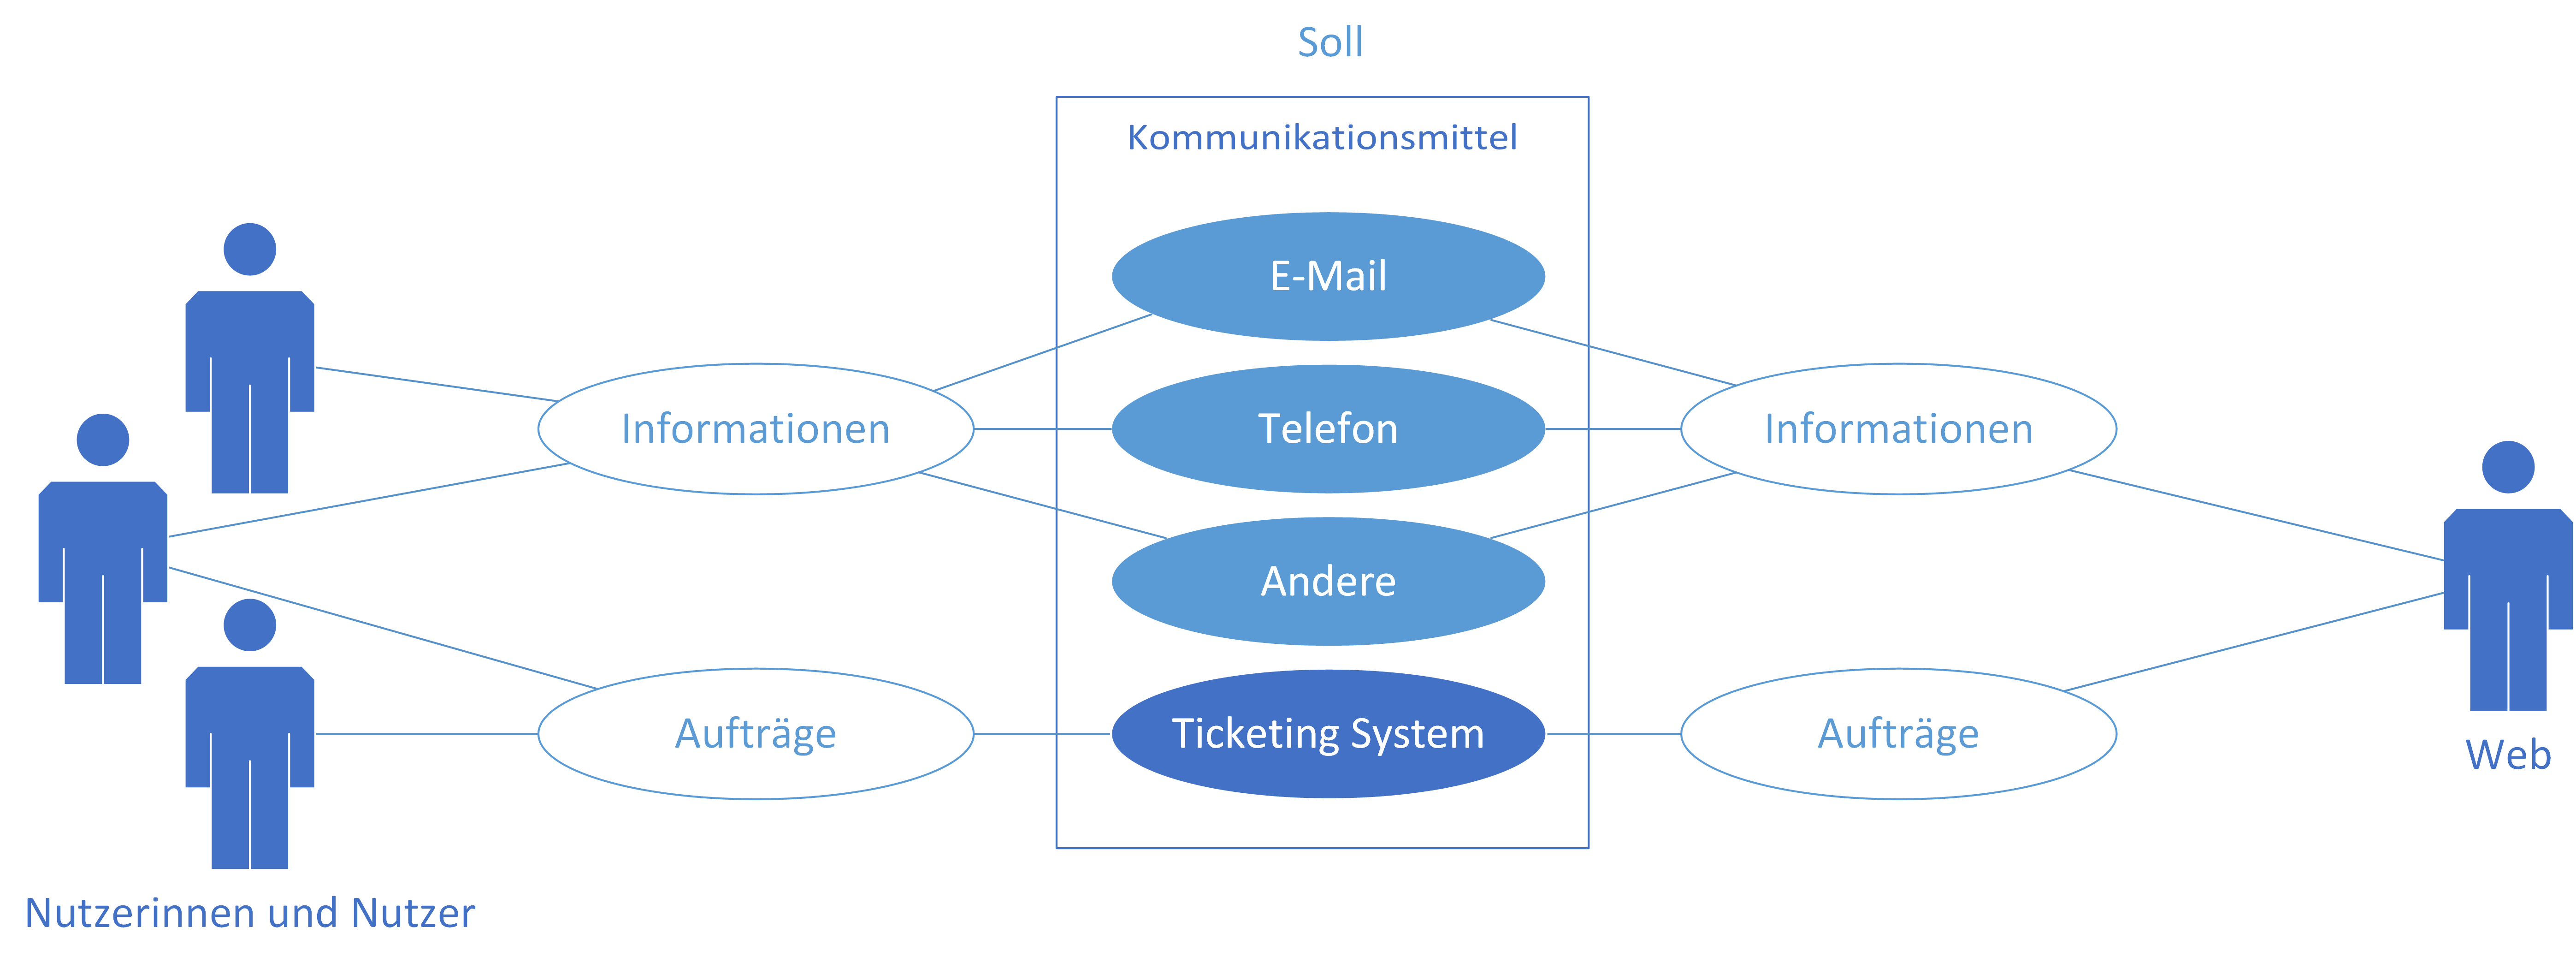 Soll
Kommunikationsmittel
E-Mail
Informationen
Telefon
Informationen
Andere
Aufträge
Ticketing System
Aufträge
Web
Nutzerinnen und Nutzer